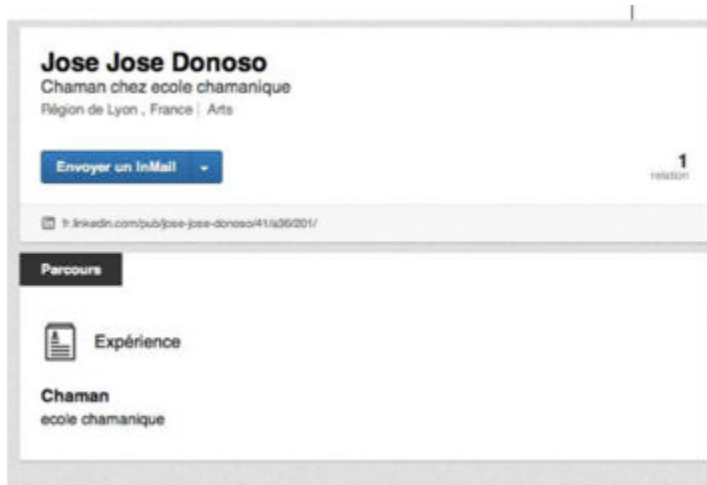 Jose Jose Donoso
Chaman chez ecole chamanique
Région de Lyon , France | Arts
Envoyer un InMail
1
relation
fr.linkedin.com/pub/jose-jose-donoso/41/a36/201/
Parcours
Expérience
Chaman
ecole chamanique